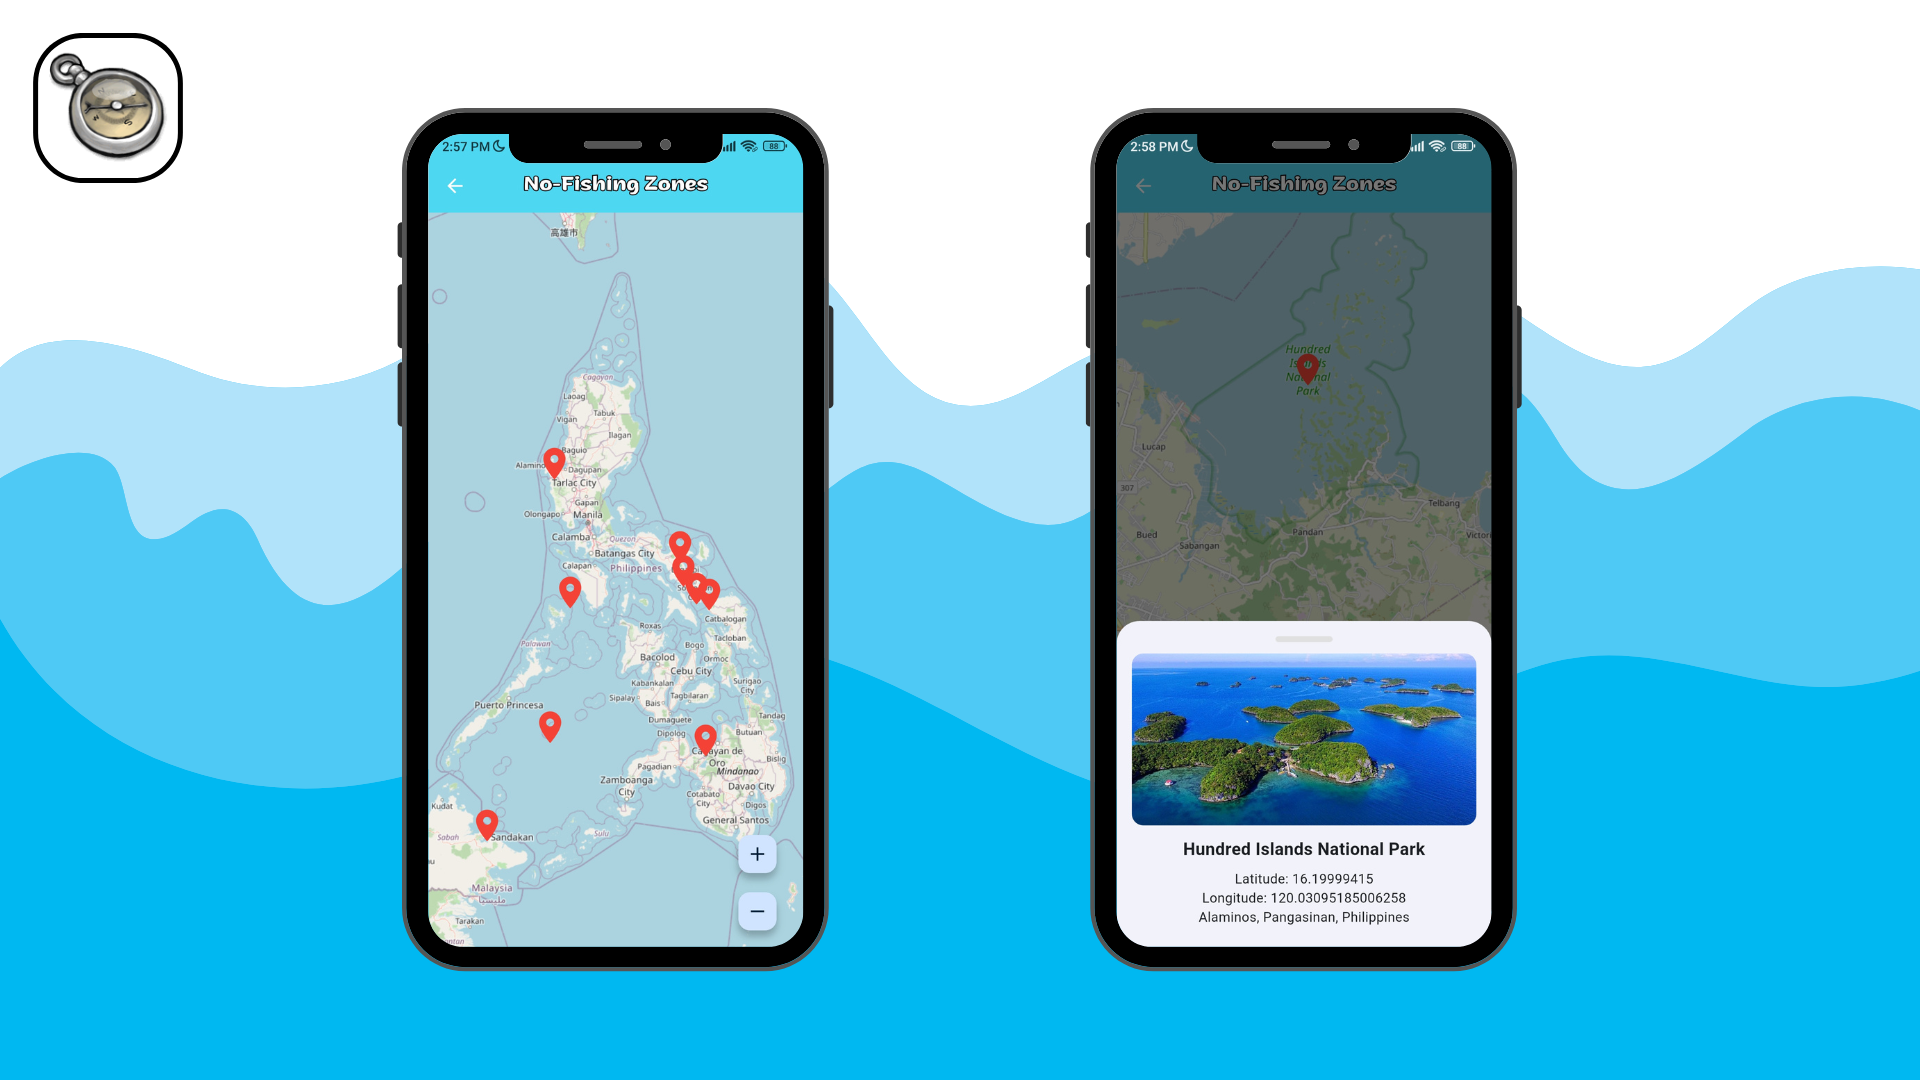 2:57 PM
88
No-Fishing Zones
高雄市
Cagayan
Laoag
Tabuk
Vigan
Ilagan
Baguio
Dagupan
Tarlac City
Gapan
Olongapo
Manila
Calamba
Quezon
Batangas City
Calapan
Philippines
Catbalogan
Roxas
Tacloban
Palawan
Bogo
Bacolod
Ormoc
Cebu City
Kabankalan
Surigao
City
Sipalay
Bais
Tagbilaran
Puerto Princesa
Dumaguete
Tandag
Dipolog
Butuan
Cagayan de
Oro
Bislig
Pagadian
Mindanao
Zamboanga
City
Davao City
Cotabato
City
Digos
Kudat
General Santos
Sabah
Sandakan
Sulu
+
Malaysia
مليسيا
Tarakan
−
2:58 PM
88
No-Fishing Zones
Hundred
National
Park
Lucap
307
Telbang
Bued
Sabangan
Pandan
Victori
Hundred Islands National Park
Latitude: 16.19999415
Longitude: 120.03095185006258
Alaminos, Pangasinan, Philippines